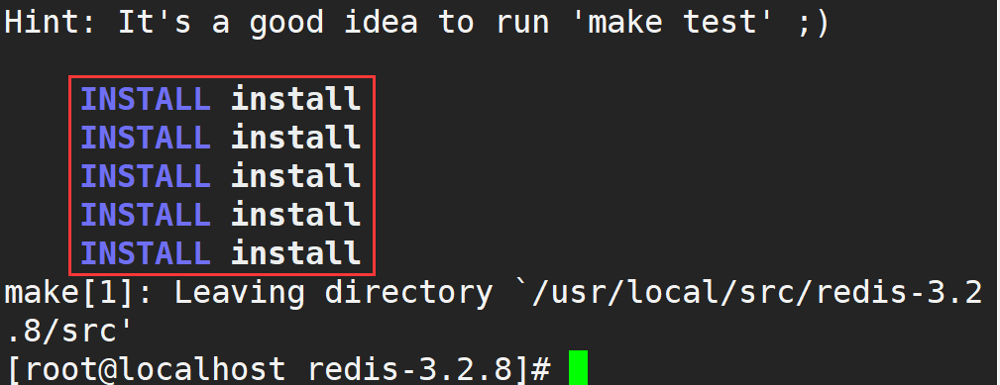 Hint: It's a good idea to run 'make test' ;)
INSTALL install
INSTALL install
INSTALL install
INSTALL install
INSTALL install
make[1]: Leaving directory `/usr/local/src/redis-3.2
.8/src'
[root@localhost redis-3.2.8]#